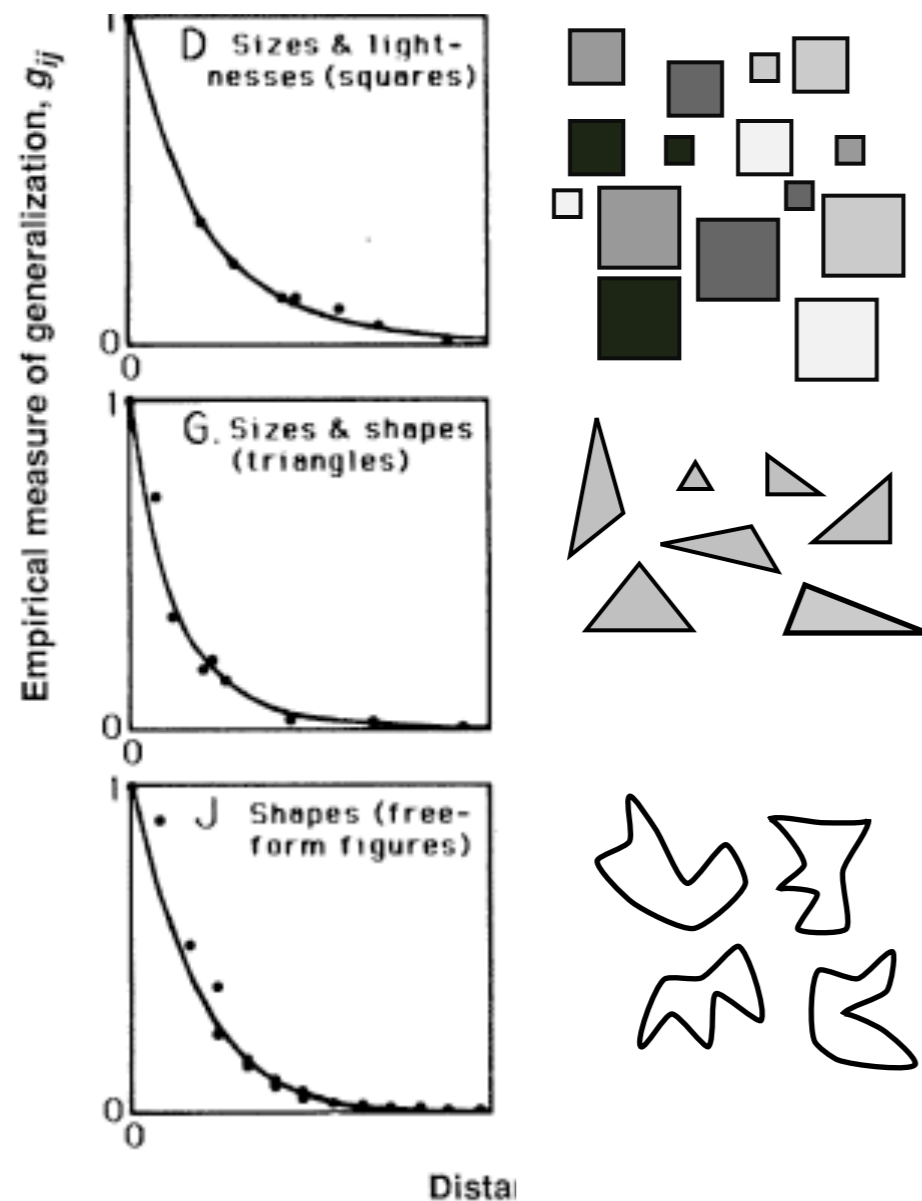 Empirical measure of generalization, gij
1
D Sizes & light-
nesses (squares)
0
0
1
G. Sizes & shapes
(triangles)
0
0
1
J Shapes (free-
form figures)
0
0
Distai